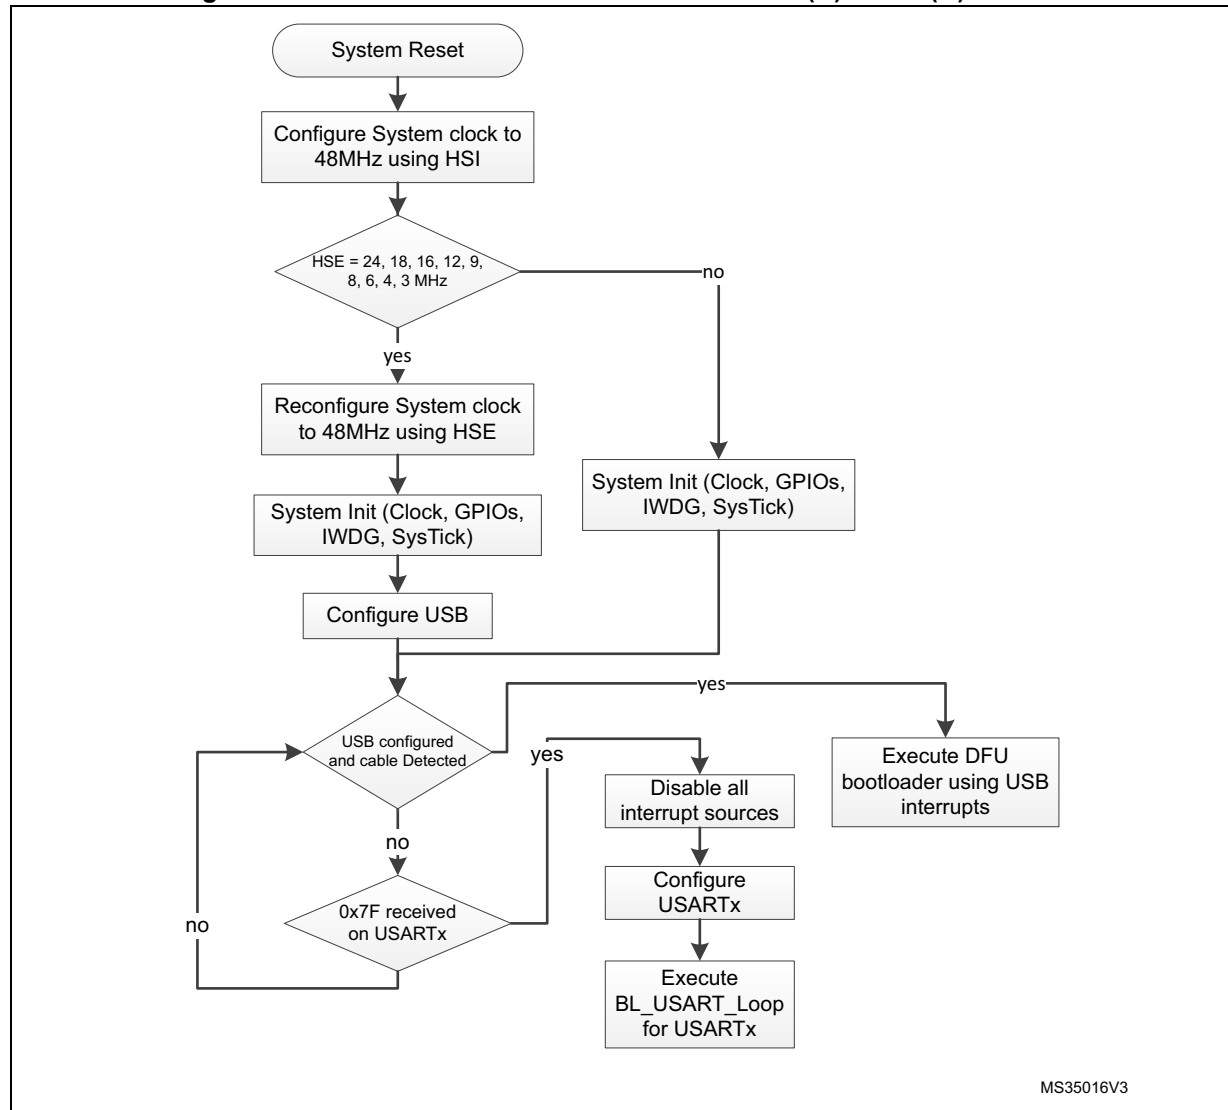 System Reset
Configure System clock to
48MHz using HSI
HSE = 24, 18, 16, 12, 9,
8, 6, 4, 3 MHz
no
yes
Reconfigure System clock
to 48MHz using HSE
System Init (Clock, GPIOs,
IWDG, SysTick)
System Init (Clock, GPIOs,
IWDG, SysTick)
Configure USB
yes
USB configured
and cable Detected
yes
Execute DFU
bootloader using USB
interrupts
Disable all
interrupt sources
no
Configure
USARTx
0x7F received
on USARTx
no
Execute
BL_USART_Loop
for USARTx
MS35016V3